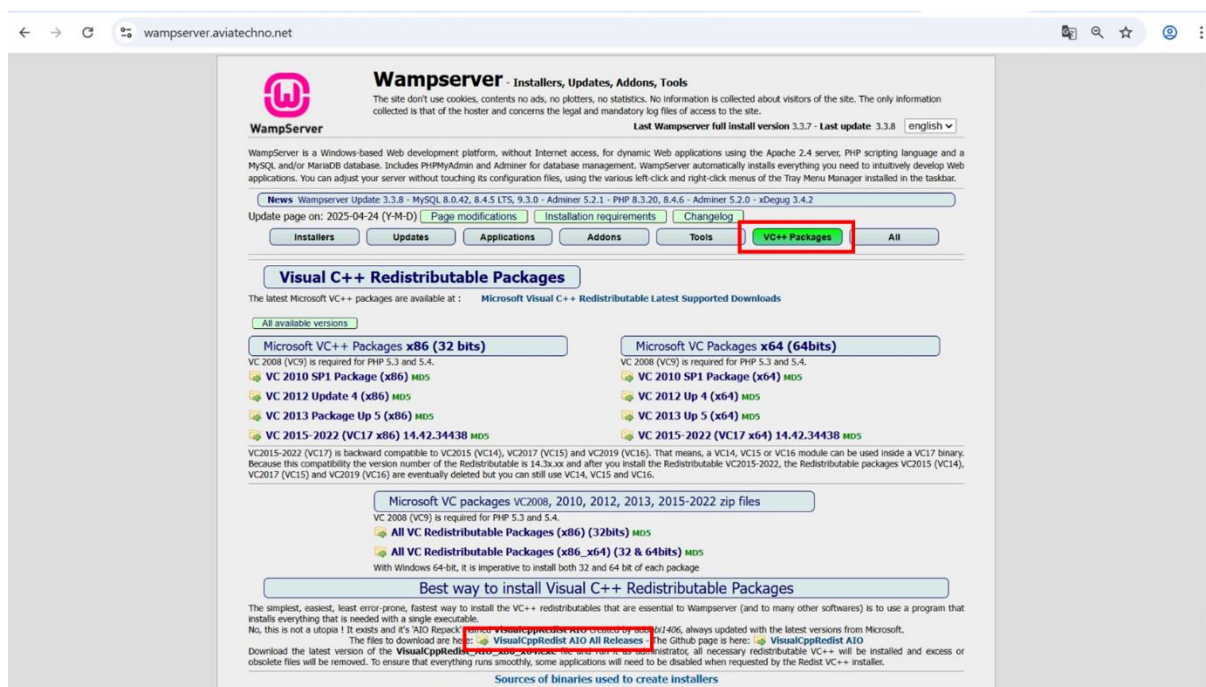 wampserver.aviatechno.net
WampServer
Wampserver - Installers, Updates, Addons, Tools
The site don't use cookies, contents no ads, no plotters, no statistics. No information is collected about visitors of the site. The only information
collected is that of the hoster and concerns the legal and mandatory log files of access to the site.
Last Wampserver full install version 3.3.7 - Last update 3.3.8 english
WampServer is a Windows-based Web development platform, without Internet access, for dynamic Web applications using the Apache 2.4 server, PHP scripting language and a
MySQL and/or MariaDB database. Includes PHPMyAdmin and Adminer for database management. WampServer automatically installs everything you need to intuitively develop Web
applications. You can adjust your server without touching its configuration files, using the various left-click and right-click menus of the Tray Menu Manager installed in the taskbar.
News Wampserver Update 3.3.8 - MySQL 8.0.42, 8.4.5 LTS, 9.3.0 - Adminer 5.2.1 - PHP 8.3.20, 8.4.6 - Adminer 5.2.0 - xDegug 3.4.2
Update page on: 2025-04-24 (Y-M-D) Page modifications Installation requirements Changelog
Installers Updates Applications Addons Tools VC++ Packages All
Visual C++ Redistributable Packages
The latest Microsoft VC++ packages are available at : Microsoft Visual C++ Redistributable Latest Supported Downloads
All available versions
Microsoft VC++ Packages x86 (32 bits)
VC 2008 (VC9) is required for PHP 5.3 and 5.4.
VC 2010 SP1 Package (x86) MD5
VC 2012 Update 4 (x86) MD5
VC 2013 Package Up 5 (x86) MD5
VC 2015-2022 (VC17 x86) 14.42.34438 MD5
Microsoft VC Packages x64 (64bits)
VC 2008 (VC9) is required for PHP 5.3 and 5.4.
VC 2010 SP1 Package (x64) MD5
VC 2012 Up 4 (x64) MD5
VC 2013 Up 5 (x64) MD5
VC 2015-2022 (VC17 x64) 14.42.34438 MD5
VC2015-2022 (VC17) is backward compatible to VC2015 (VC14), VC2017 (VC15) and VC2019 (VC16). That means, a VC14, VC15 or VC16 module can be used inside a VC17 binary.
Because this compatibility the version number of the Redistributable is 14.3x.xx and after you install the Redistributable VC2015-2022, the Redistributable packages VC2015 (VC14),
VC2017 (VC15) and VC2019 (VC16) are eventually deleted but you can still use VC14, VC15 and VC16.
Microsoft VC packages VC2008, 2010, 2012, 2013, 2015-2022 zip files
VC 2008 (VC9) is required for PHP 5.3 and 5.4.
All VC Redistributable Packages (x86) (32bits) MD5
All VC Redistributable Packages (x86_x64) (32 & 64bits) MD5
With Windows 64-bit, it is imperative to install both 32 and 64 bit of each package
Best way to install Visual C++ Redistributable Packages
The simplest, easiest, least error-prone, fastest way to install the VC++ redistributables that are essential to Wampserver (and to many other softwares) is to use a program that
installs everything that is needed with a single executable.
No, this is not a utopia ! It exists and it's 'AIO Repack' named VisualCppRedist AIO created by abbodi1406, always updated with the latest versions from Microsoft.
The files to download are here: VisualCppRedist AIO All Releases - The Github page is here: VisualCppRedist AIO
Download the latest version of the VisualCppRedist_AIO_x86_x64.exe file and run it as administrator, all necessary redistributable VC++ will be installed and excess or
obsolete files will be removed. To ensure that everything runs smoothly, some applications will need to be disabled when requested by the Redist VC++ installer.
Sources of binaries used to create installers